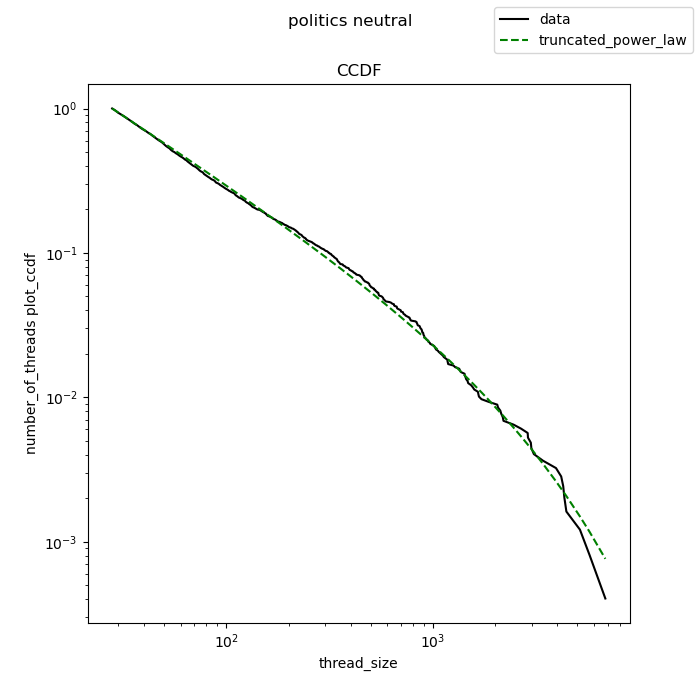 politics neutral
data
truncated_power_law
CCDF
10⁰
10⁻¹
10⁻²
10⁻³
number_of_threads plot_ccdf
10² 10³
thread_size